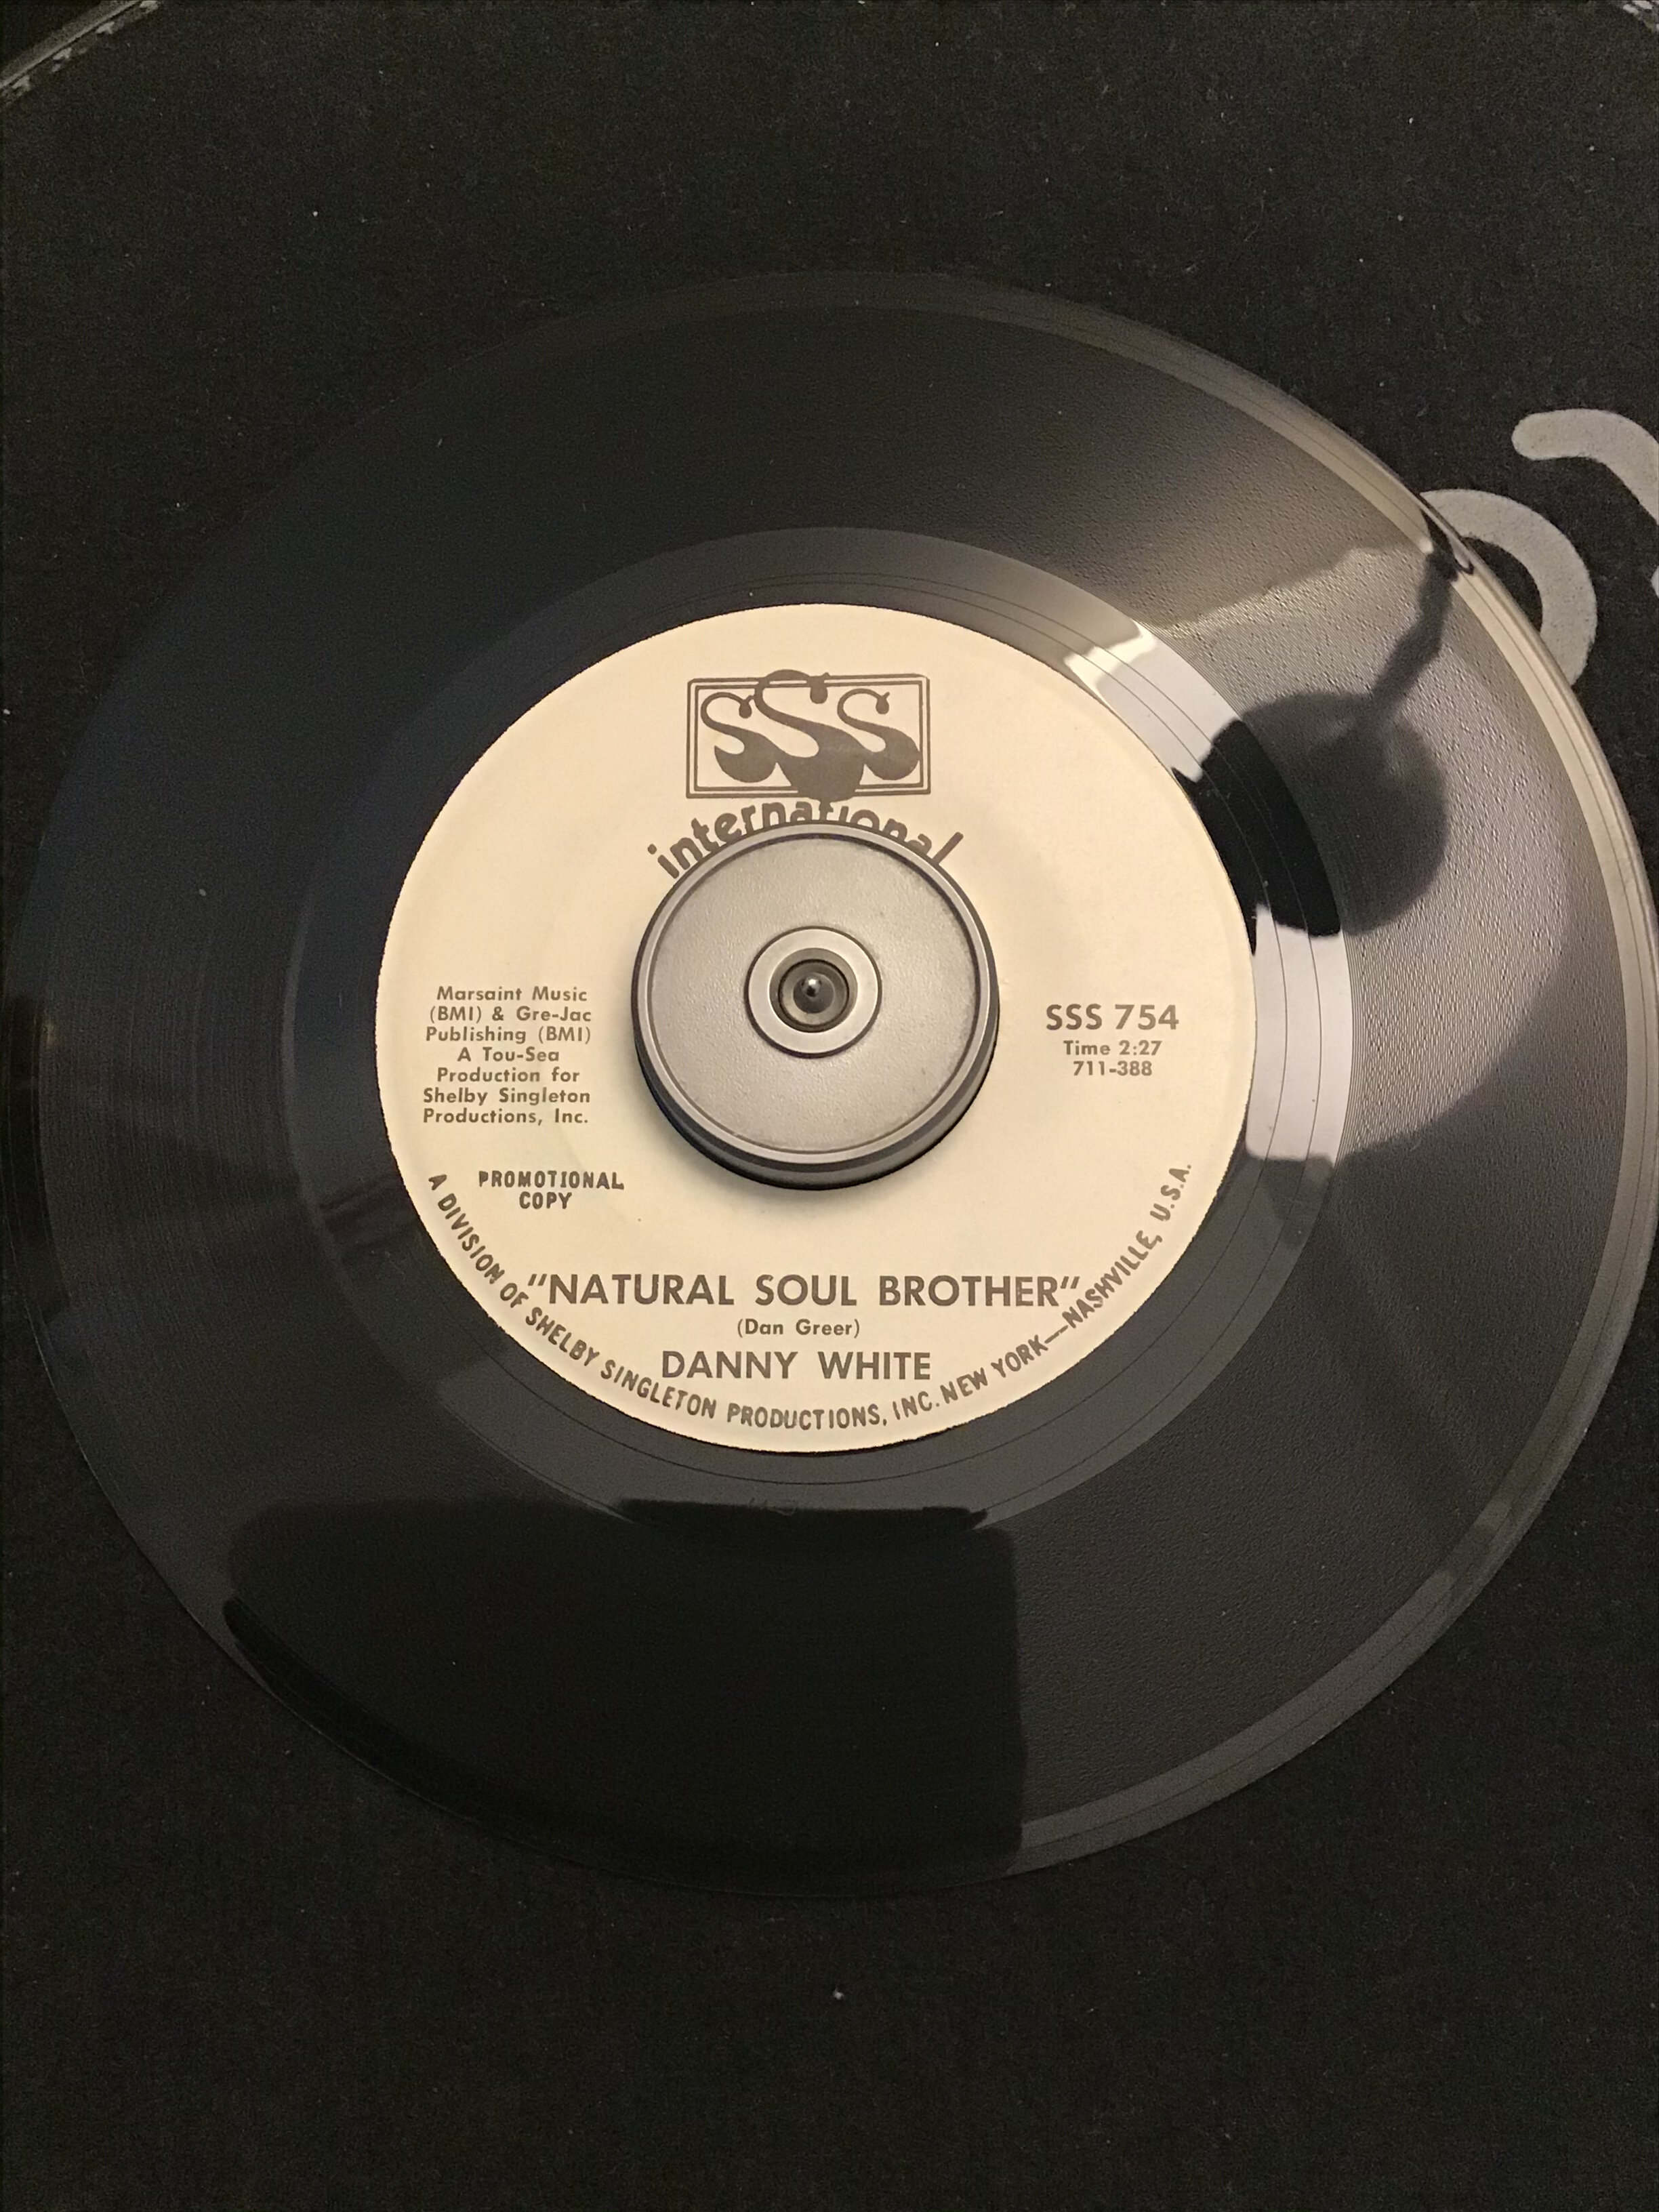 SSS
international
Marsaint Music
(BMI) & Gre-Jac
Publishing (BMI)
A Tou-Sea
Production for
Shelby Singleton
Productions, Inc.
SSS 754
Time 2:27
711-388
PROMOTIONAL
COPY
"NATURAL SOUL BROTHER"
(Dan Greer)
DANNY WHITE
A DIVISION OF SHELBY SINGLETON PRODUCTIONS, INC. NEW YORK—NASHVILLE, U.S.A.